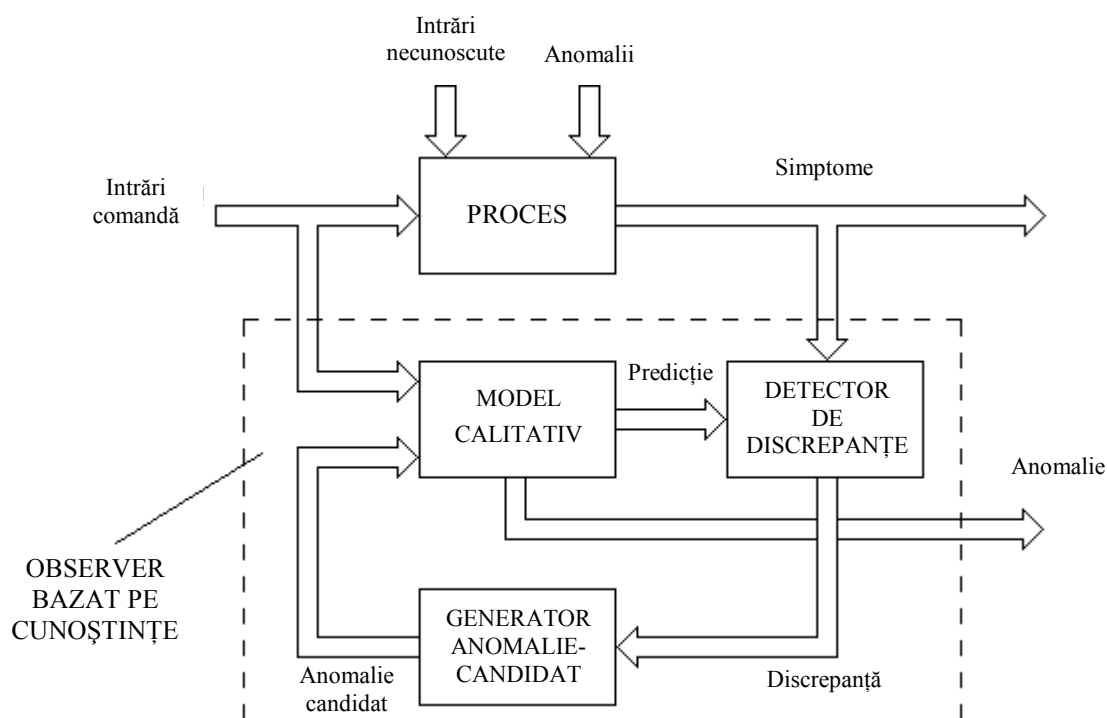 Intrări
necunoscute
Anomalii
Intrări
comandă
PROCES
Simptome
MODEL
CALITATIV
Predicție
DETECTOR
DE
DISCREPANȚE
Anomalie
OBSERVER
BAZAT PE
CUNOŞTINȚE
GENERATOR
ANOMALIE-
CANDIDAT
Anomalie
candidat
Discrepanță